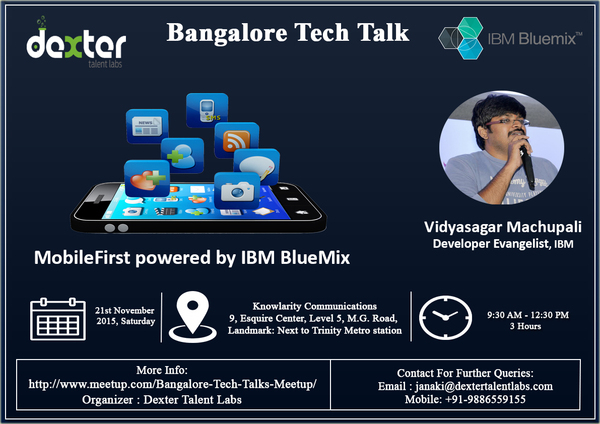 dexter
talent labs
Bangalore Tech Talk
IBM Bluemix™
NEWS
SMS
Vidyasagar Machupali
Developer Evangelist, IBM
MobileFirst powered by IBM BlueMix
21st November
2015, Saturday
Knowlarity Communications
9, Esquire Center, Level 5, M.G. Road,
Landmark: Next to Trinity Metro station
9:30 AM - 12:30 PM
3 Hours
More Info:
http://www.meetup.com/Bangalore-Tech-Talks-Meetup/
Organizer : Dexter Talent Labs
Contact For Further Queries:
Email : janaki@dextertalentlabs.com
Mobile: +91-9886559155